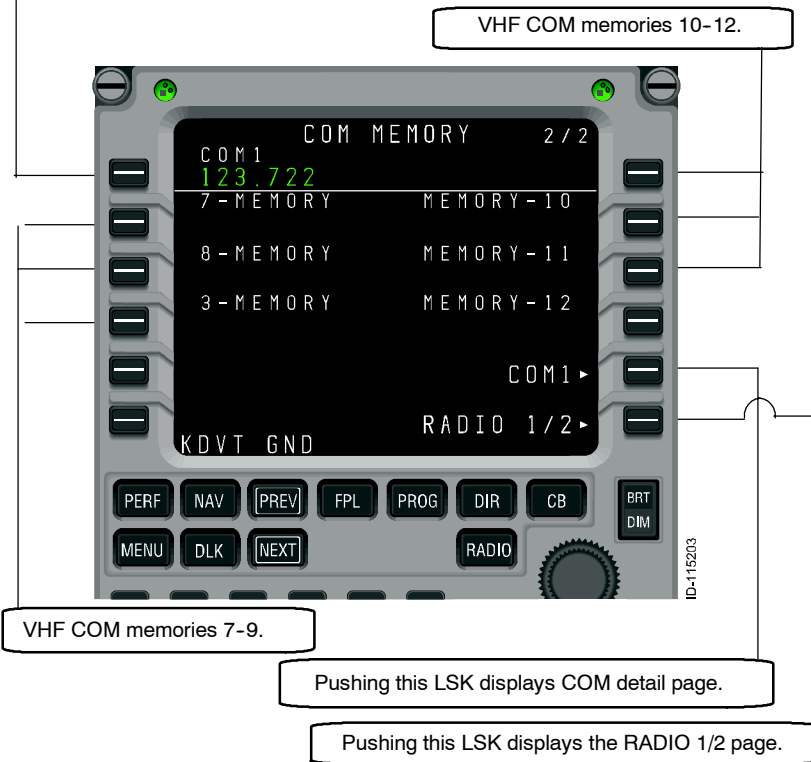 VHF COM memories 10-12.
COM MEMORY 2/2
COM1
123.722
7-MEMORY MEMORY-10
8-MEMORY MEMORY-11
3-MEMORY MEMORY-12
COM1▸
RADIO 1/2▸
KDVT GND
PERF NAV PREV FPL PROG DIR CB BRT
DIM
MENU DLK NEXT RADIO
ID-115203
VHF COM memories 7-9.
Pushing this LSK displays COM detail page.
Pushing this LSK displays the RADIO 1/2 page.